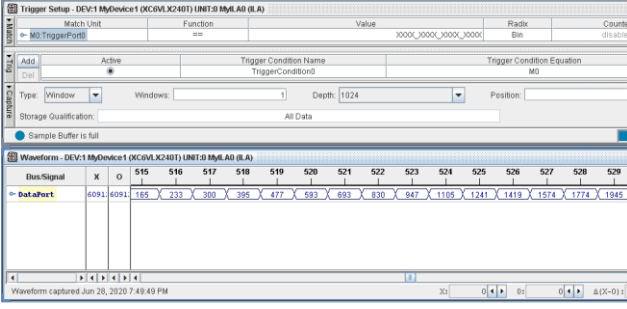 Trigger Setup - DEV:1 MyDevice1 (XC6VLX240T) UNIT:0 MyILA0 (ILA)
Match
Match Unit Function Value Radix Counte
M0:TriggerPort0 == XXXX_XXXX_XXXX_XXXX Bin disable
Trig
Add Active Trigger Condition Name Trigger Condition Equation
Del TriggerCondition0 M0
Capture
Type: Window Windows: 1 Depth: 1024 Position:
Storage Qualification: All Data
Sample Buffer is full
Waveform - DEV:1 MyDevice1 (XC6VLX240T) UNIT:0 MyILA0 (ILA)
Bus/Signal X O 515 516 517 518 519 520 521 522 523 524 525 526 527 528 529
DataPort 6091 6091 165 233 300 395 477 593 693 830 947 1105 1241 1419 1574 1774 1945
Waveform captured Jun 28, 2020 7:49:49 PM X: 0 O: 0 Δ(X-O):